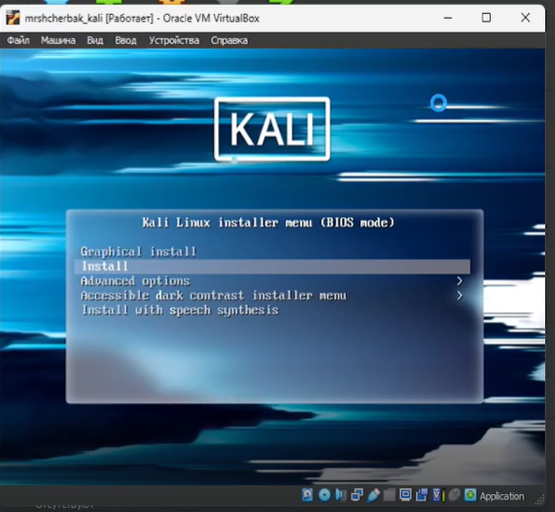 mrshcherbak_kali [Работает] - Oracle VM VirtualBox
Файл Машина Вид Ввод Устройства Справка
KALI
Kali Linux installer menu (BIOS mode)
Graphical install
Install
Advanced options >
Accessible dark contrast installer menu >
Install with speech synthesis
Application